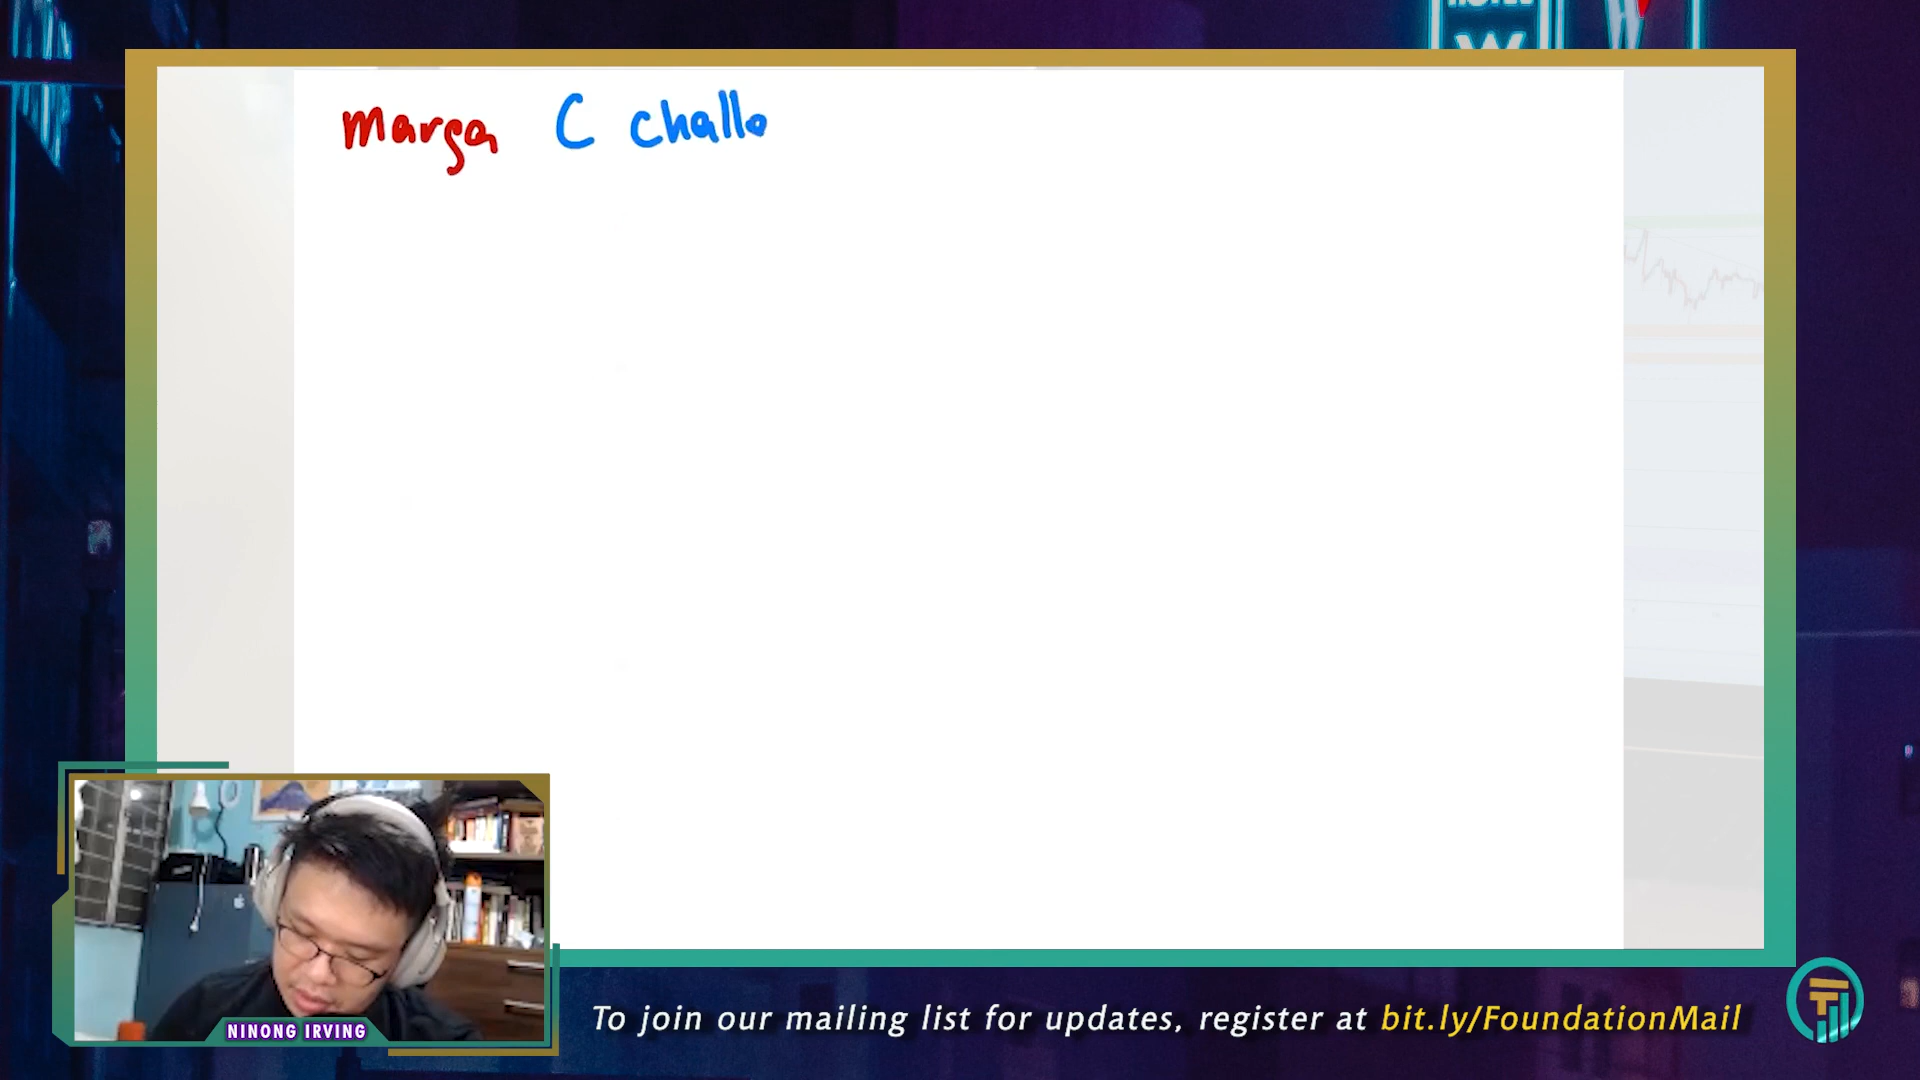 marga C challo
NINONG IRVING
To join our mailing list for updates, register at bit.ly/FoundationMail